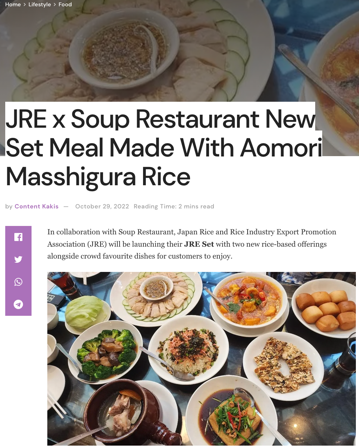 Home > Lifestyle > Food
JRE x Soup Restaurant New
Set Meal Made With Aomori
Masshigura Rice
by Content Kakis — October 29, 2022 Reading Time: 2 mins read
In collaboration with Soup Restaurant, Japan Rice and Rice Industry Export Promotion
Association (JRE) will be launching their JRE Set with two new rice-based offerings
alongside crowd favourite dishes for customers to enjoy.